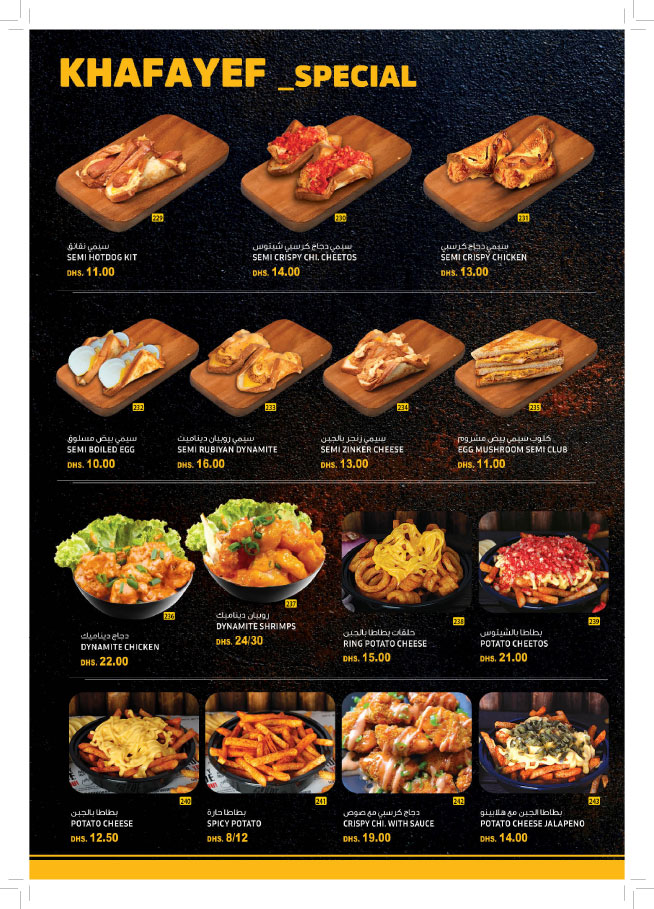 KHAFAYEF _SPECIAL
229
سيمي نقانق
SEMI HOTDOG KIT
DHS. 11.00
230
سيمي دجاج كرسبي شيتوس
SEMI CRISPY CHI. CHEETOS
DHS. 14.00
231
سيمي دجاج كرسبي
SEMI CRISPY CHICKEN
DHS. 13.00
232
سيمي بيض مسلوق
SEMI BOILED EGG
DHS. 10.00
233
سيمي روبيان ديناميت
SEMI RUBIYAN DYNAMITE
DHS. 16.00
234
سيمي زنجر بالجبن
SEMI ZINKER CHEESE
DHS. 13.00
235
كلوب سيمي بيض مشروم
EGG MUSHROOM SEMI CLUB
DHS. 11.00
236
دجاج ديناميك
DYNAMITE CHICKEN
DHS. 22.00
237
روبيان ديناميك
DYNAMITE SHRIMPS
DHS. 24/30
238
حلقات بطاطا بالجبن
RING POTATO CHEESE
DHS. 15.00
239
بطاطا بالشيتوس
POTATO CHEETOS
DHS. 21.00
240
بطاطا بالجبن
POTATO CHEESE
DHS. 12.50
241
بطاطا حارة
SPICY POTATO
DHS. 8/12
242
دجاج كرسبي مع صوص
CRISPY CHI. WITH SAUCE
DHS. 19.00
243
بطاطا الجبن مع هلابينو
POTATO CHEESE JALAPENO
DHS. 14.00